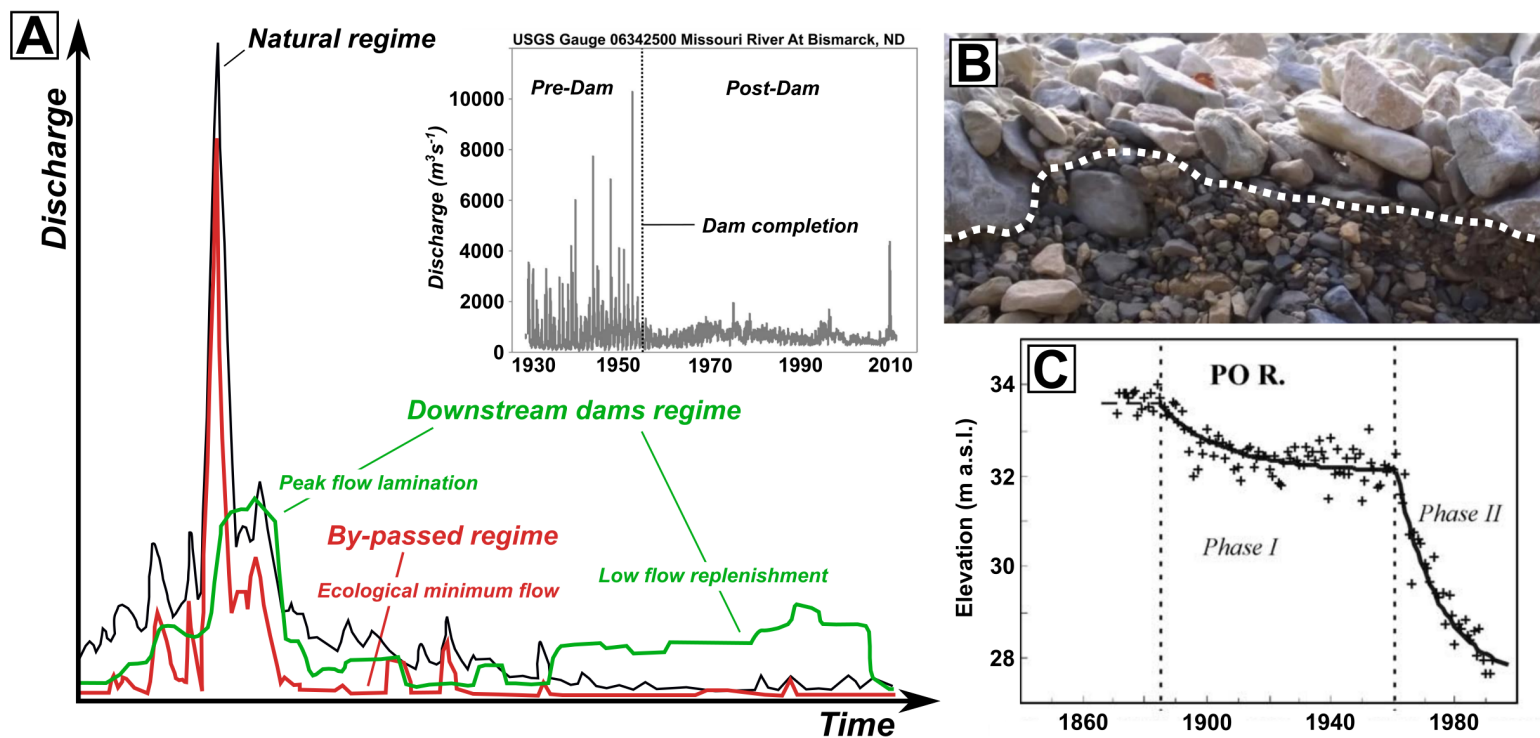 A
Discharge
Natural regime
USGS Gauge 06342500 Missouri River At Bismarck, ND
Pre-Dam
Post-Dam
Dam completion
Discharge (m³s⁻¹)
10000
8000
6000
4000
2000
0
1930
1950
1970
1990
2010
Downstream dams regime
Peak flow lamination
By-passed regime
Ecological minimum flow
Low flow replenishment
Time
B
C
PO R.
Elevation (m a.s.l.)
34
32
30
28
Phase I
Phase II
1860
1900
1940
1980